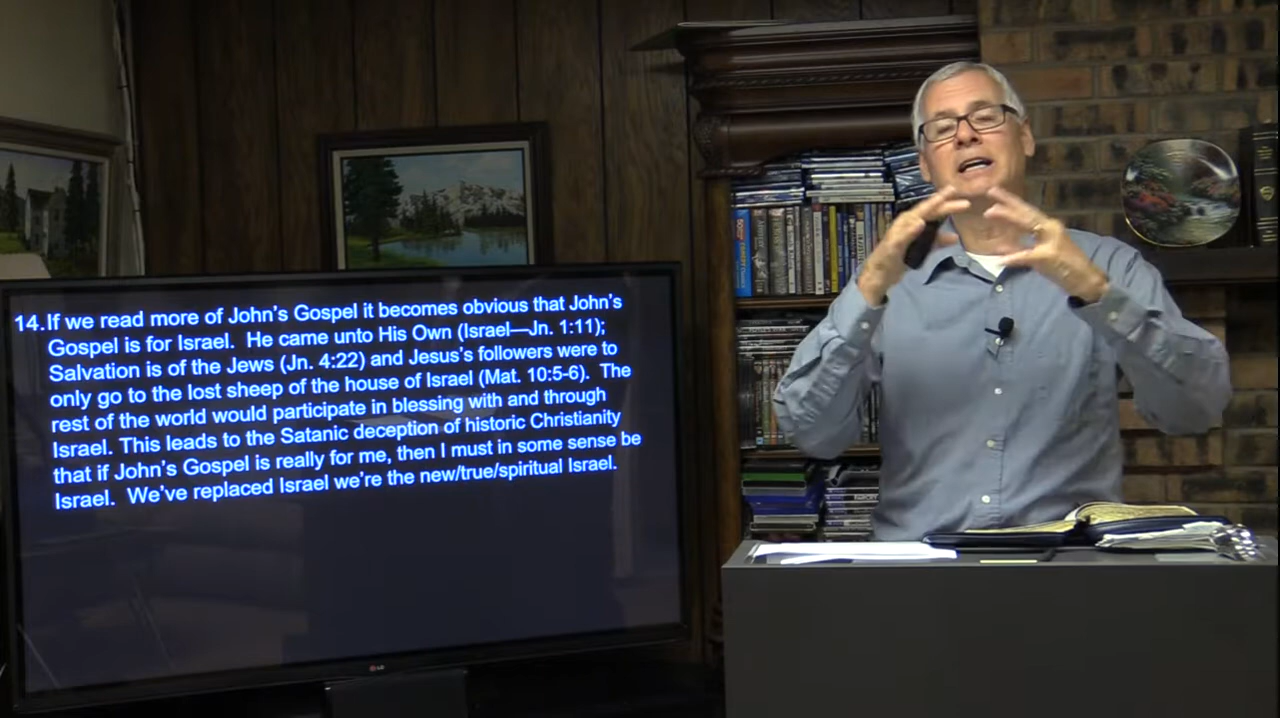 14. If we read more of John's Gospel it becomes obvious that John's
Gospel is for Israel. He came unto His Own (Israel—Jn. 1:11);
Salvation is of the Jews (Jn. 4:22) and Jesus's followers were to
only go to the lost sheep of the house of Israel (Mat. 10:5-6). The
rest of the world would participate in blessing with and through
Israel. This leads to the Satanic deception of historic Christianity
that if John's Gospel is really for me, then I must in some sense be
Israel. We've replaced Israel we're the new/true/spiritual Israel.
LG